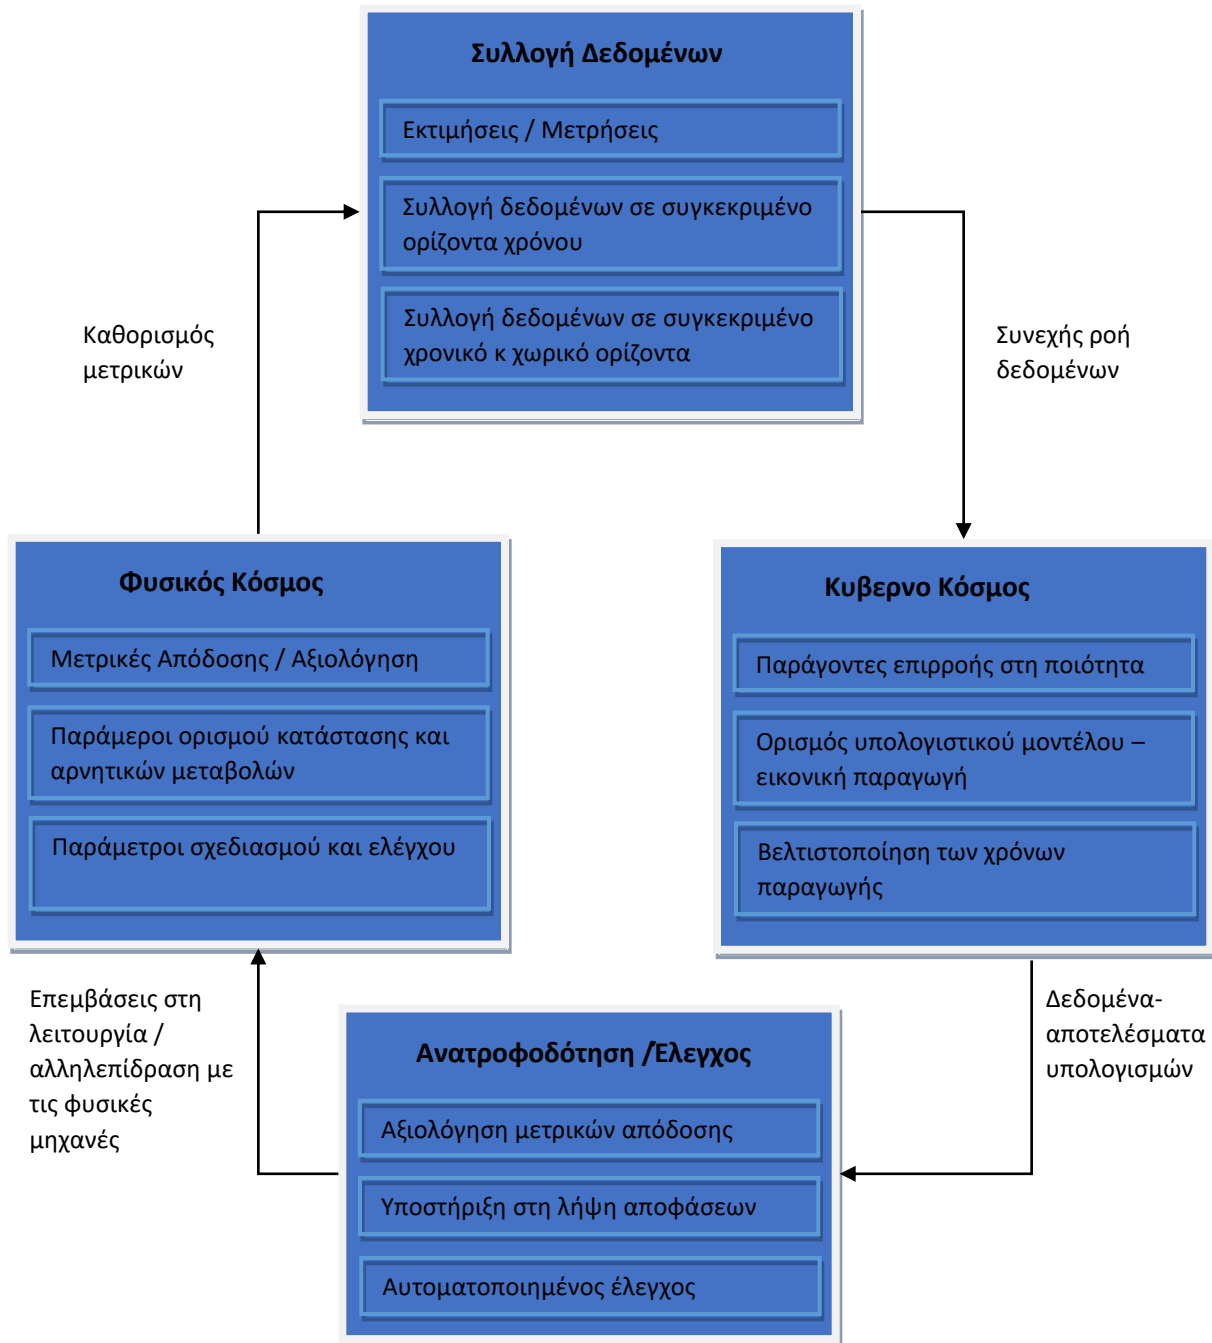 Συλλογή Δεδομένων
Εκτιμήσεις / Μετρήσεις
Συλλογή δεδομένων σε συγκεκριμένο
ορίζοντα χρόνου
Συλλογή δεδομένων σε συγκεκριμένο
χρονικό κ χωρικό ορίζοντα
Καθορισμός
μετρικών
Συνεχής ροή
δεδομένων
Φυσικός Κόσμος
Μετρικές Απόδοσης / Αξιολόγηση
Παράμεροι ορισμού κατάστασης και
αρνητικών μεταβολών
Παράμετροι σχεδιασμού και ελέγχου
Κυβερνο Κόσμος
Παράγοντες επιρροής στη ποιότητα
Ορισμός υπολογιστικού μοντέλου –
εικονική παραγωγή
Βελτιστοποίηση των χρόνων
παραγωγής
Επεμβάσεις στη
λειτουργία /
αλληλεπίδραση με
τις φυσικές
μηχανές
Δεδομένα-
αποτελέσματα
υπολογισμών
Ανατροφοδότηση /Έλεγχος
Αξιολόγηση μετρικών απόδοσης
Υποστήριξη στη λήψη αποφάσεων
Αυτοματοποιημένος έλεγχος